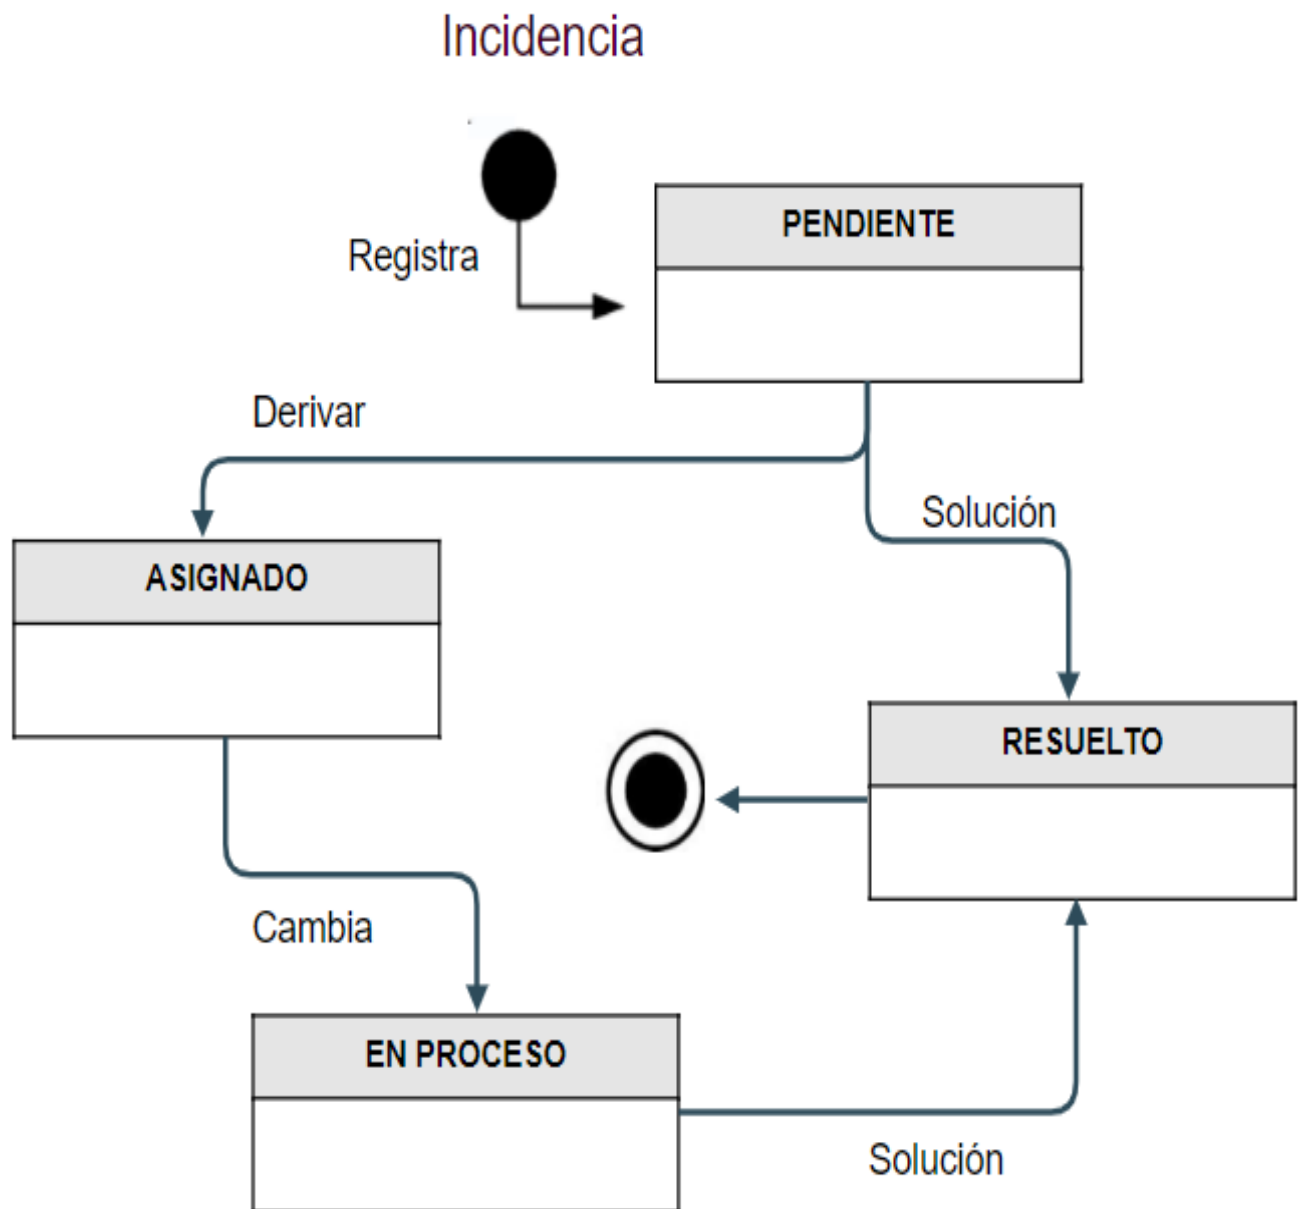 Incidencia
PENDIENTE
Registra
Derivar
Solución
ASIGNADO
RESUELTO
Cambia
EN PROCESO
Solución